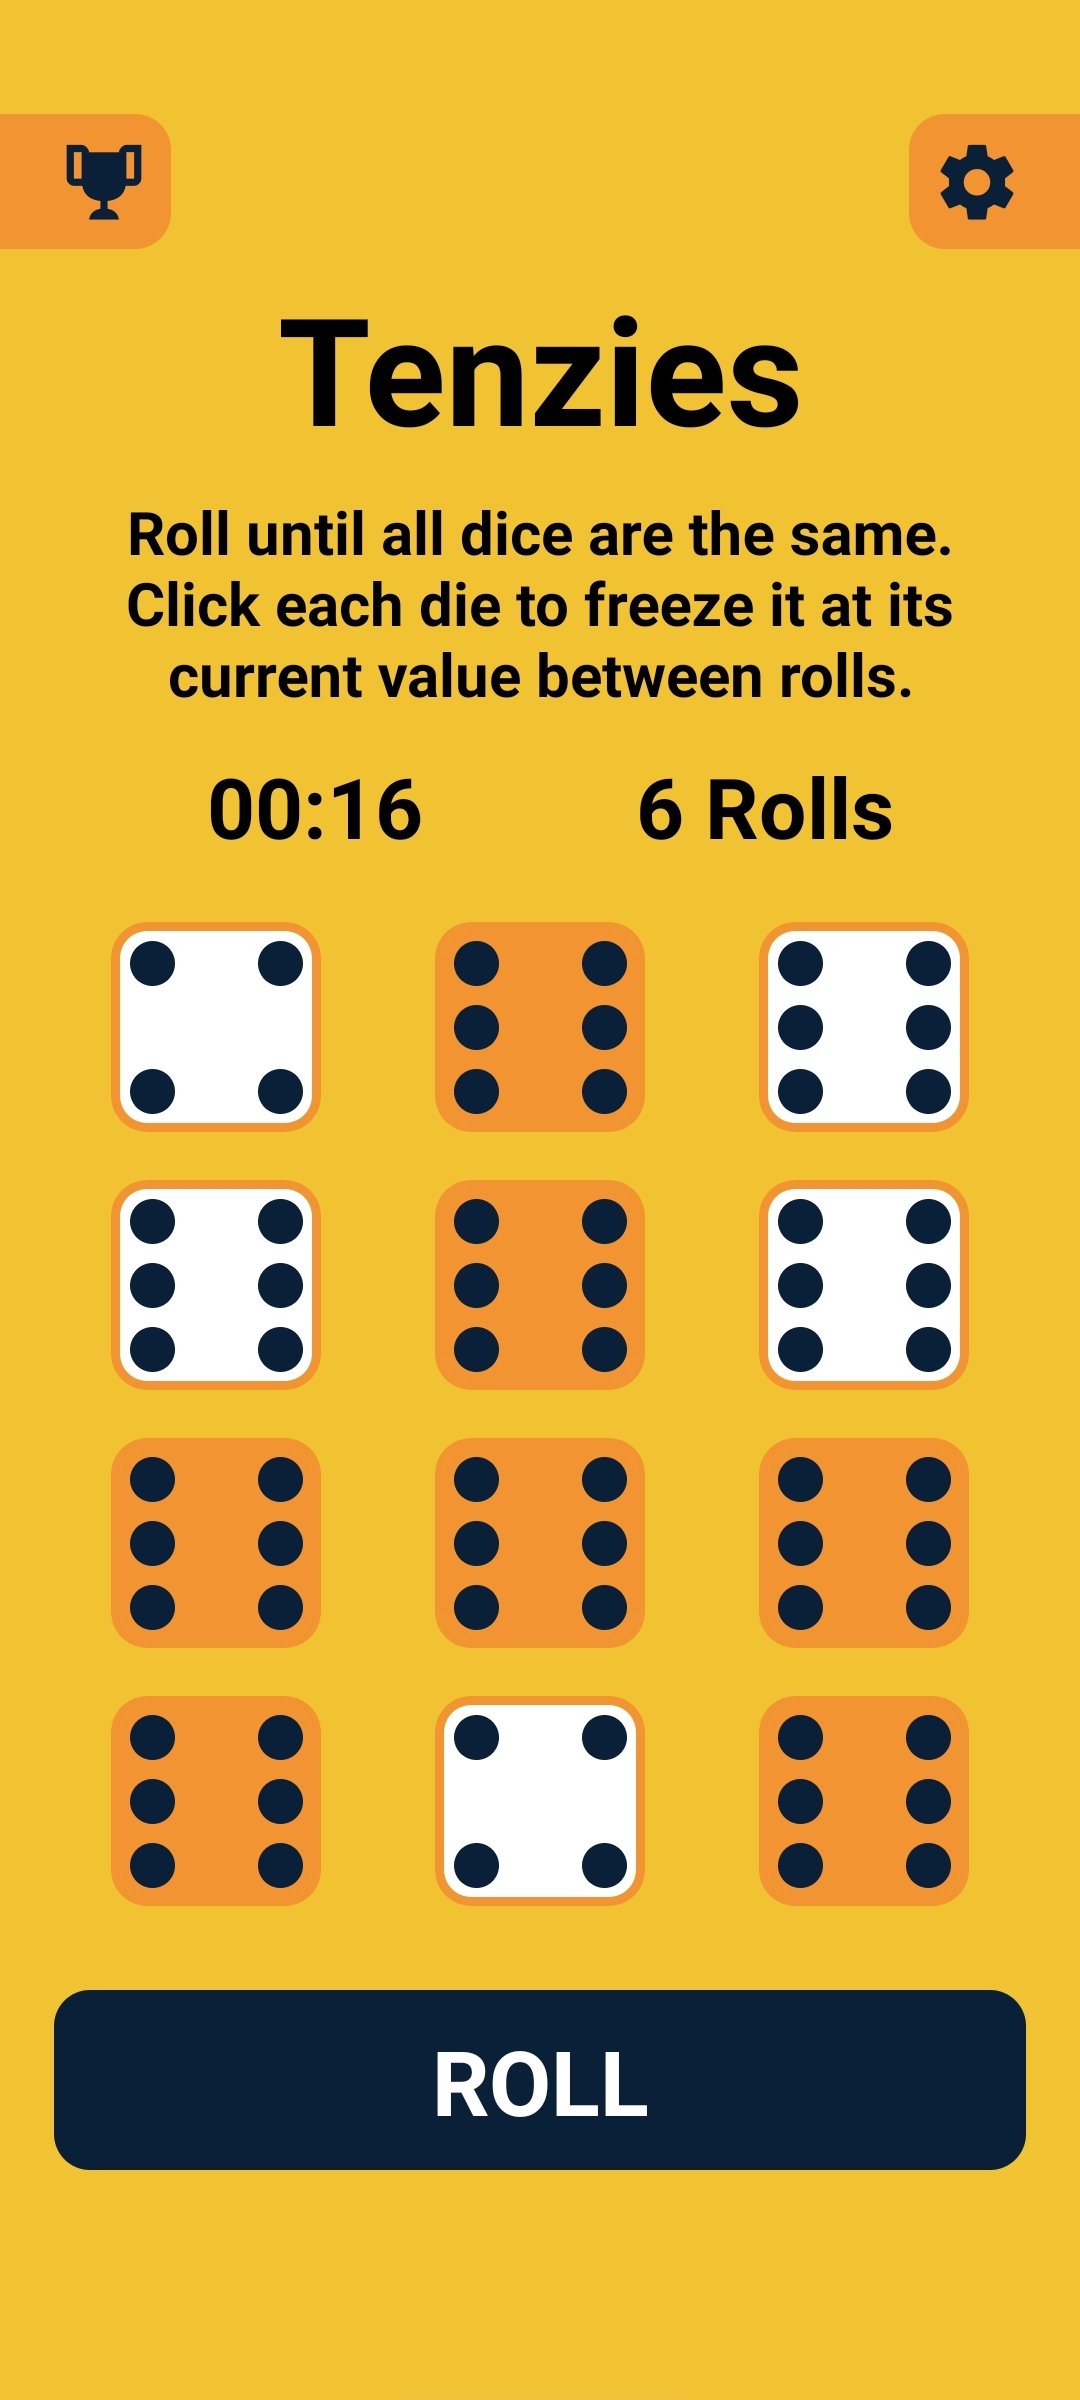 Tenzies
Roll until all dice are the same.
Click each die to freeze it at its
current value between rolls.
00:16 6 Rolls
ROLL